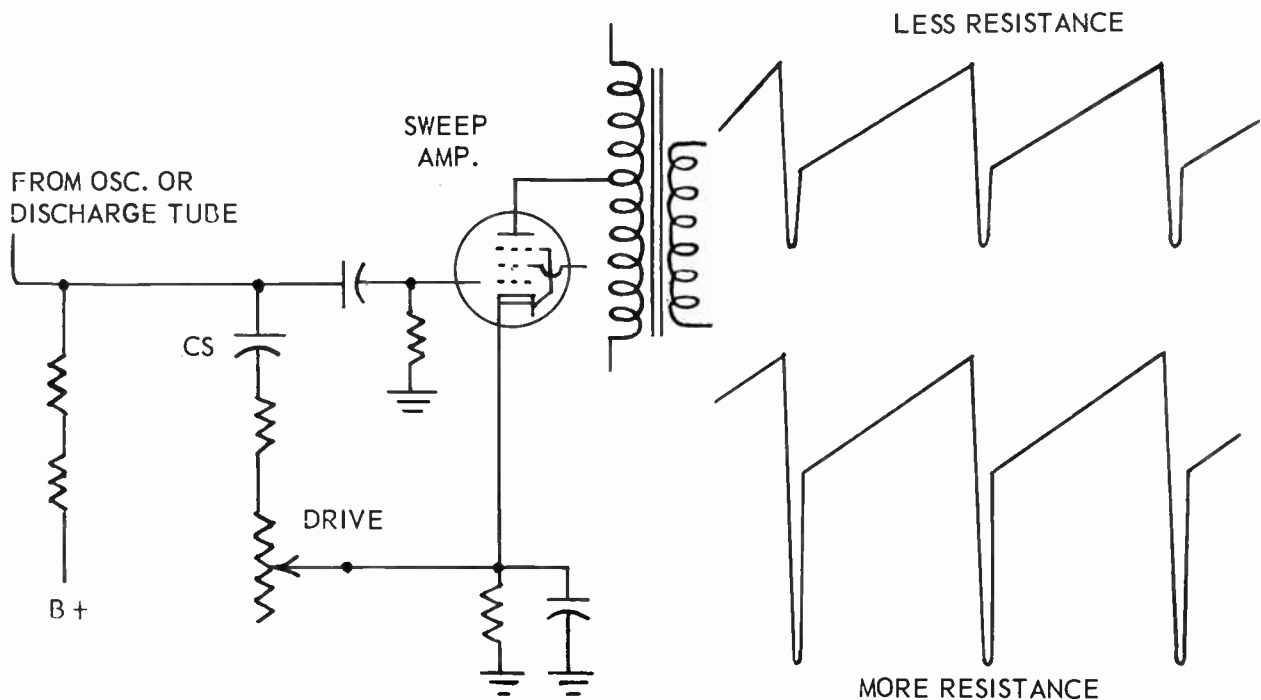 LESS RESISTANCE
SWEEP
AMP.
FROM OSC. OR
DISCHARGE TUBE
CS
DRIVE
B+
MORE RESISTANCE